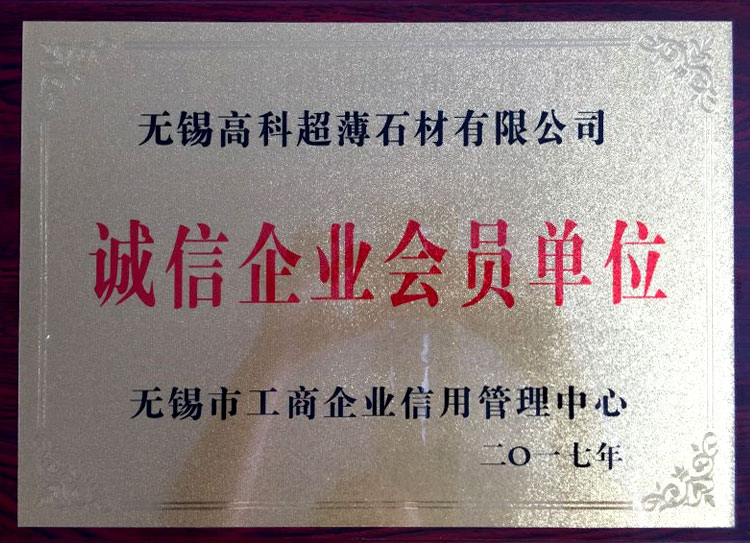 无锡高科超薄石材有限公司
诚信企业会员单位
无锡市工商企业信用管理中心
二〇一七年